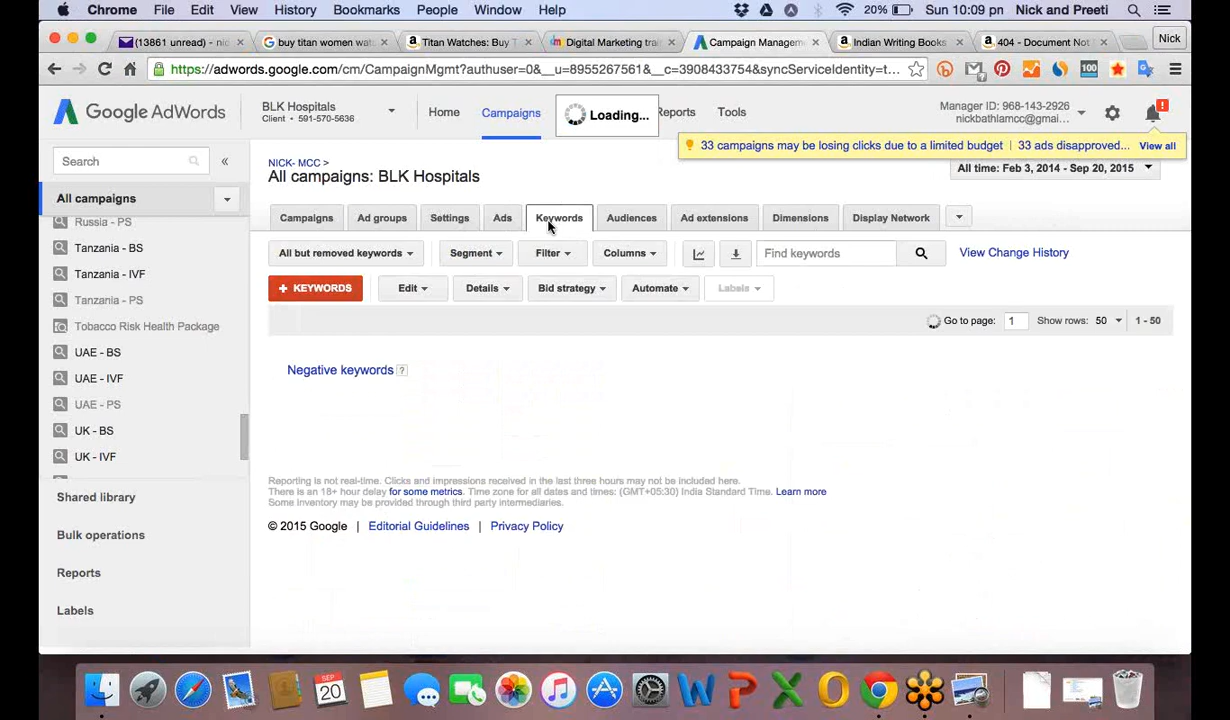 Chrome File Edit View History Bookmarks People Window Help 20% Sun 10:09 pm Nick and Preeti
(13861 unread) - ni buy titan women wat Titan Watches: Buy T Digital Marketing trai Campaign Managem Indian Writing Books 404 - Document Not Nick
https://adwords.google.com/cm/CampaignMgmt?authuser=0&__u=8955267561&__c=3908433754&syncServiceIdentity=t... 100
Google AdWords BLK Hospitals Client • 591-570-5636 Home Campaigns Loading... Reports Tools Manager ID: 968-143-2926 nickbathlamcc@gmai...
33 campaigns may be losing clicks due to a limited budget | 33 ads disapproved... View all
Search «
NICK- MCC >
All campaigns: BLK Hospitals
All time: Feb 3, 2014 - Sep 20, 2015
All campaigns
Campaigns Ad groups Settings Ads Keywords Audiences Ad extensions Dimensions Display Network
Russia - PS
Tanzania - BS
Tanzania - IVF
Tanzania - PS
Tobacco Risk Health Package
UAE - BS
UAE - IVF
UAE - PS
UK - BS
UK - IVF
Shared library
Bulk operations
Reports
Labels
All but removed keywords Segment Filter Columns Find keywords View Change History
+ KEYWORDS Edit Details Bid strategy Automate Labels
Go to page: 1 Show rows: 50 1 - 50
Negative keywords ?
Reporting is not real-time. Clicks and impressions received in the last three hours may not be included here.
There is an 18+ hour delay for some metrics. Time zone for all dates and times: (GMT+05:30) India Standard Time. Learn more
Some inventory may be provided through third party intermediaries.
© 2015 Google | Editorial Guidelines | Privacy Policy
SEP
20